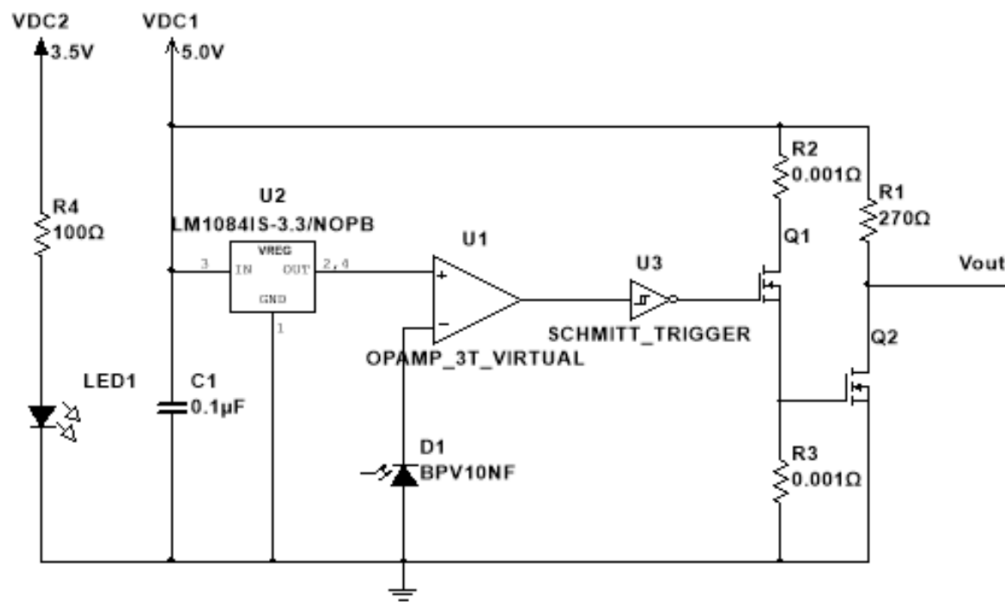 VDC2
3.5V
VDC1
5.0V
R4
100Ω
U2
LM1084IS-3.3/NOPB
VREG
3
IN
OUT
2,4
GND
1
U1
+
−
OPAMP_3T_VIRTUAL
U3
SCHMITT_TRIGGER
R2
0.001Ω
R1
270Ω
Q1
Vout
Q2
LED1
C1
0.1µF
D1
BPV10NF
R3
0.001Ω